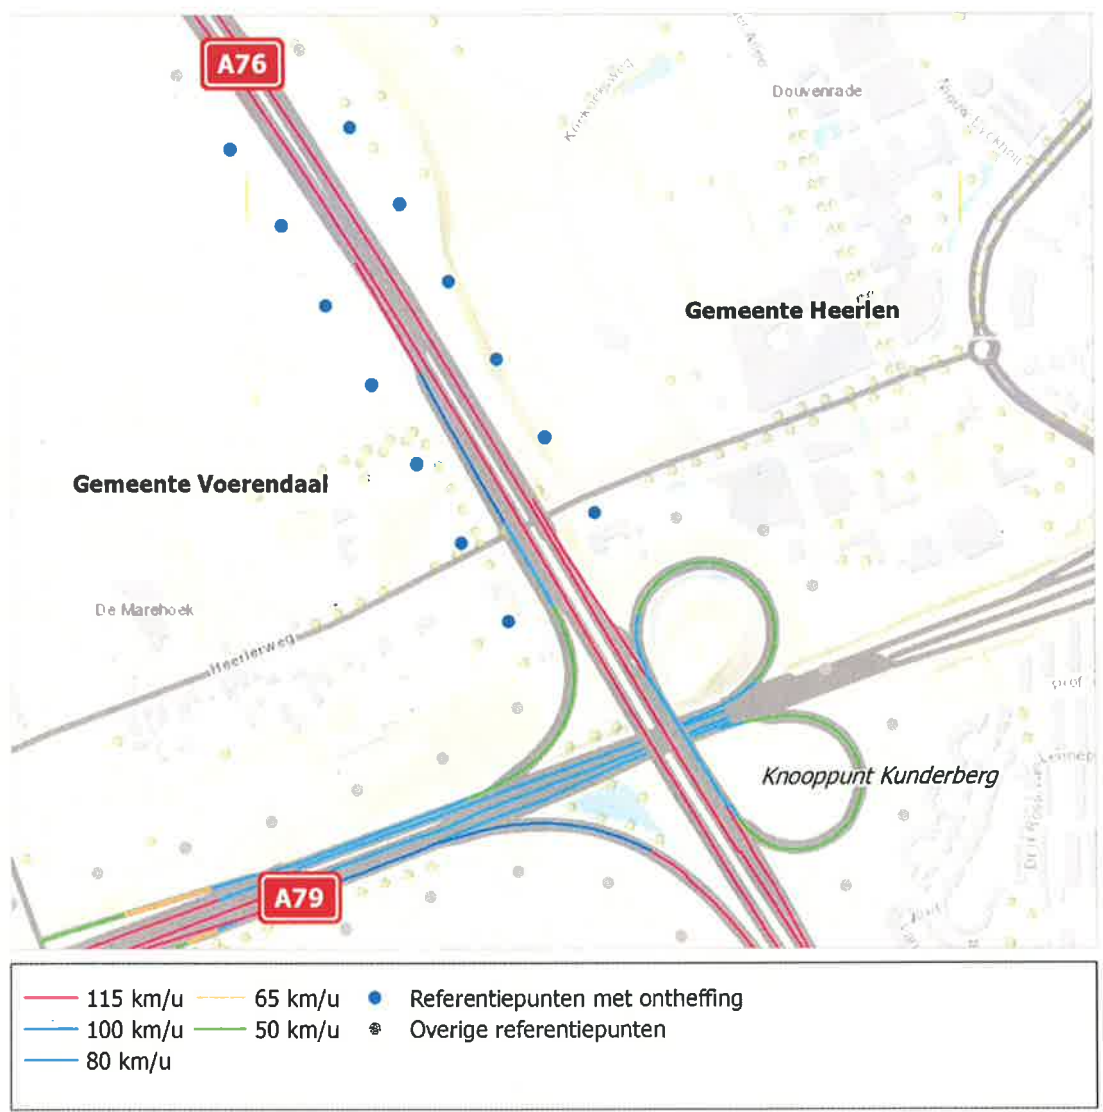 A76
Douvenrade
Gemeente Heerlen
Gemeente Voerendaal
De Marehoek
Heerlerweg
Prof
Knooppunt Kunderberg
A79
115 km/u
65 km/u
Referentiepunten met ontheffing
100 km/u
50 km/u
Overige referentiepunten
80 km/u